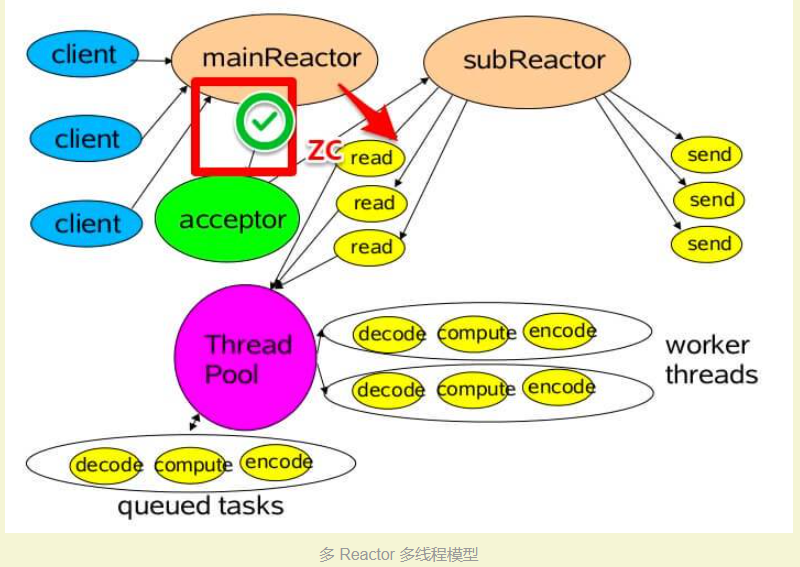 client
mainReactor
subReactor
client
ZC
read
send
client
acceptor
read
send
read
send
Thread
Pool
decode compute encode
worker
threads
decode compute encode
decode compute encode
queued tasks
多 Reactor 多线程模型